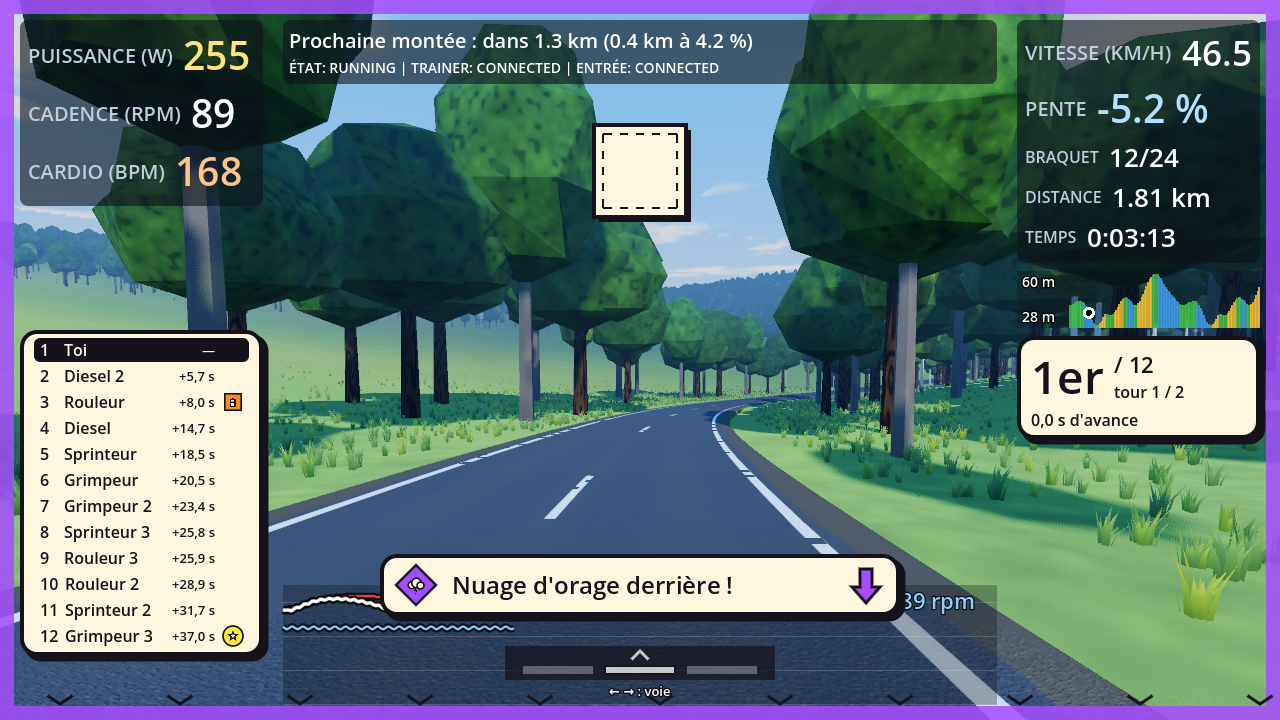 PUISSANCE (W) 255
CADENCE (RPM) 89
CARDIO (BPM) 168
Prochaine montée : dans 1.3 km (0.4 km à 4.2 %)
ÉTAT: RUNNING | TRAINER: CONNECTED | ENTRÉE: CONNECTED
VITESSE (KM/H) 46.5
PENTE -5.2 %
BRAQUET 12/24
DISTANCE 1.81 km
TEMPS 0:03:13
60 m
28 m
1er / 12
tour 1 / 2
0,0 s d'avance
1 Toi —
2 Diesel 2 +5,7 s
3 Rouleur +8,0 s
4 Diesel +14,7 s
5 Sprinteur +18,5 s
6 Grimpeur +20,5 s
7 Grimpeur 2 +23,4 s
8 Sprinteur 3 +25,8 s
9 Rouleur 3 +25,9 s
10 Rouleur 2 +28,9 s
11 Sprinteur 2 +31,7 s
12 Grimpeur 3 +37,0 s
Nuage d'orage derrière !
89 rpm
← → : voie